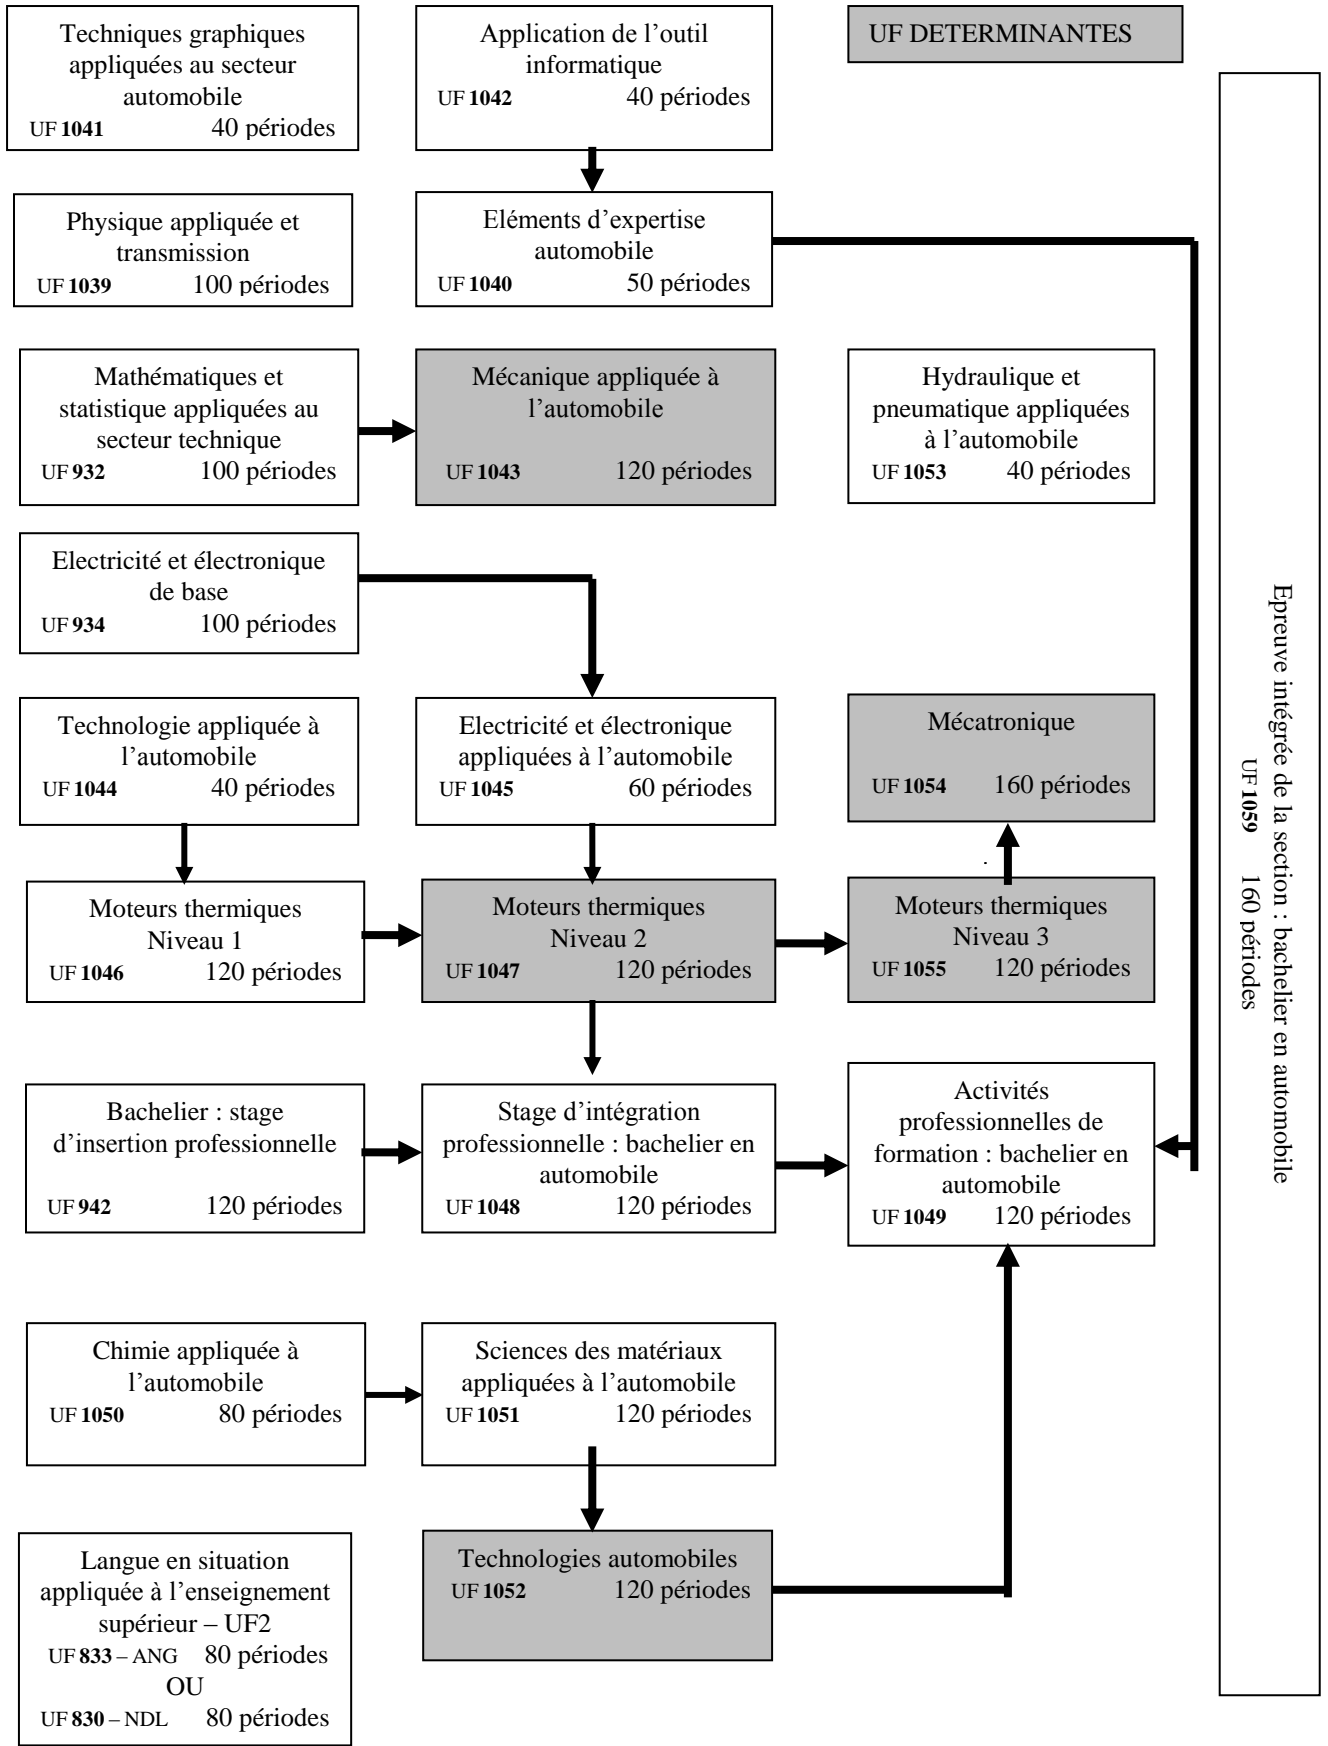 Techniques graphiques
appliquées au secteur
automobile
UF 1041 40 périodes
Application de l’outil
informatique
UF 1042 40 périodes
UF DETERMINANTES
Physique appliquée et
transmission
UF 1039 100 périodes
Eléments d’expertise
automobile
UF 1040 50 périodes
Mathématiques et
statistique appliquées au
secteur technique
UF 932 100 périodes
Mécanique appliquée à
l’automobile
UF 1043 120 périodes
Hydraulique et
pneumatique appliquées
à l’automobile
UF 1053 40 périodes
Electricité et électronique
de base
UF 934 100 périodes
Technologie appliquée à
l’automobile
UF 1044 40 périodes
Electricité et électronique
appliquées à l’automobile
UF 1045 60 périodes
Mécatronique
UF 1054 160 périodes
Moteurs thermiques
Niveau 1
UF 1046 120 périodes
Moteurs thermiques
Niveau 2
UF 1047 120 périodes
Moteurs thermiques
Niveau 3
UF 1055 120 périodes
Bachelier : stage
d’insertion professionnelle
UF 942 120 périodes
Stage d’intégration
professionnelle : bachelier en
automobile
UF 1048 120 périodes
Activités
professionnelles de
formation : bachelier en
automobile
UF 1049 120 périodes
Chimie appliquée à
l’automobile
UF 1050 80 périodes
Sciences des matériaux
appliquées à l’automobile
UF 1051 120 périodes
Langue en situation
appliquée à l’enseignement
supérieur – UF2
UF 833 – ANG 80 périodes
OU
UF 830 – NDL 80 périodes
Technologies automobiles
UF 1052 120 périodes
Epreuve intégrée de la section : bachelier en automobile
UF 1059 160 périodes